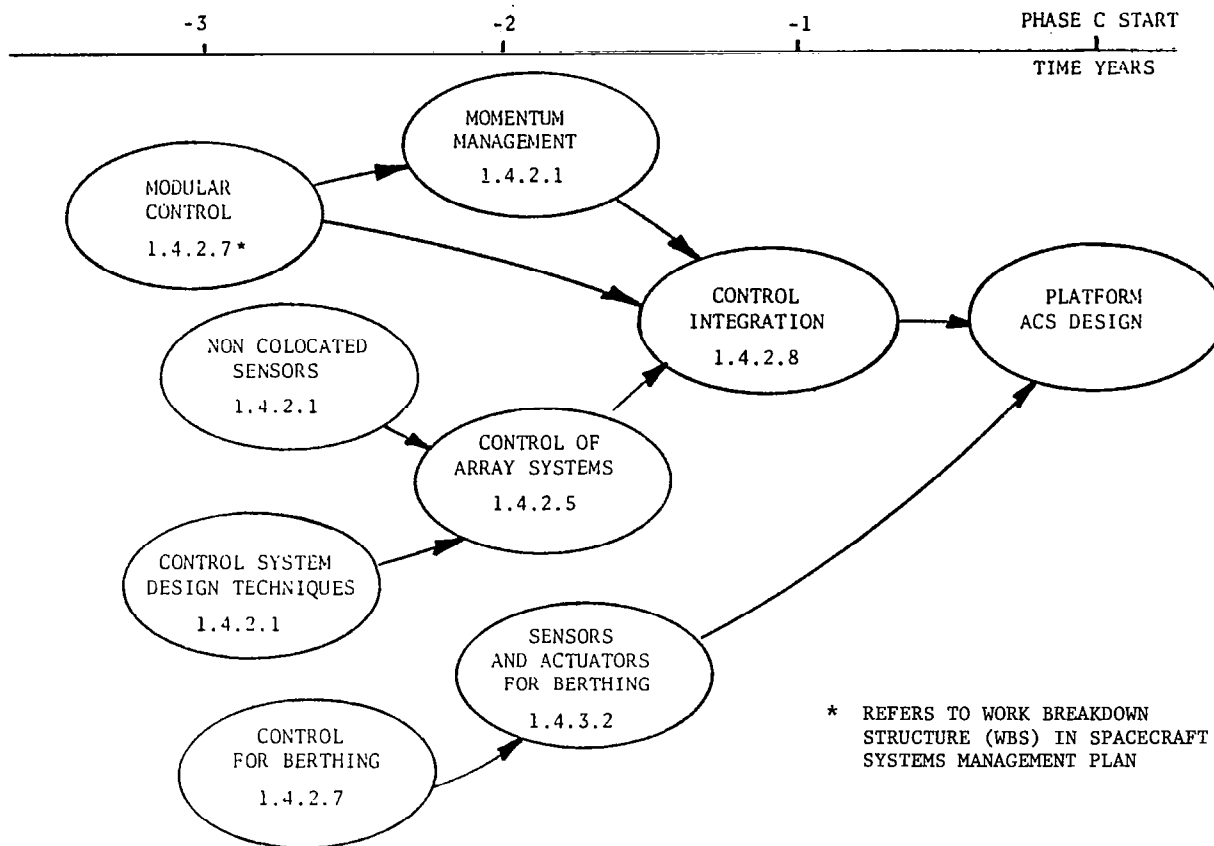 -3 -2 -1 PHASE C START
TIME YEARS
MOMENTUM
MANAGEMENT
1.4.2.1
MODULAR
CONTROL
1.4.2.7*
CONTROL
INTEGRATION
1.4.2.8
PLATFORM
ACS DESIGN
NON COLOCATED
SENSORS
1.4.2.1
CONTROL OF
ARRAY SYSTEMS
1.4.2.5
CONTROL SYSTEM
DESIGN TECHNIQUES
1.4.2.1
SENSORS
AND ACTUATORS
FOR BERTHING
1.4.3.2
CONTROL
FOR BERTHING
1.4.2.7
* REFERS TO WORK BREAKDOWN
STRUCTURE (WBS) IN SPACECRAFT
SYSTEMS MANAGEMENT PLAN